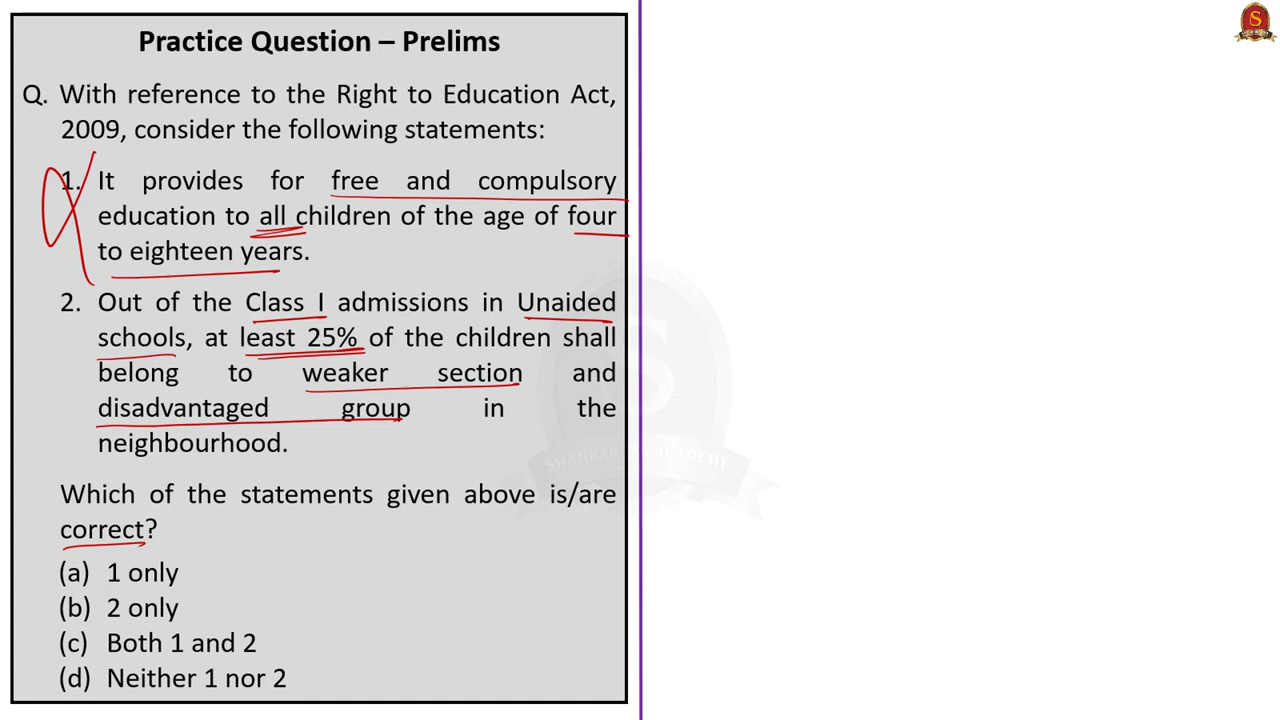 Practice Question – Prelims
Q. With reference to the Right to Education Act,
2009, consider the following statements:
1. It provides for free and compulsory
education to all children of the age of four
to eighteen years.
2. Out of the Class I admissions in Unaided
schools, at least 25% of the children shall
belong to weaker section and
disadvantaged group in the
neighbourhood.
Which of the statements given above is/are
correct?
(a) 1 only
(b) 2 only
(c) Both 1 and 2
(d) Neither 1 nor 2
S